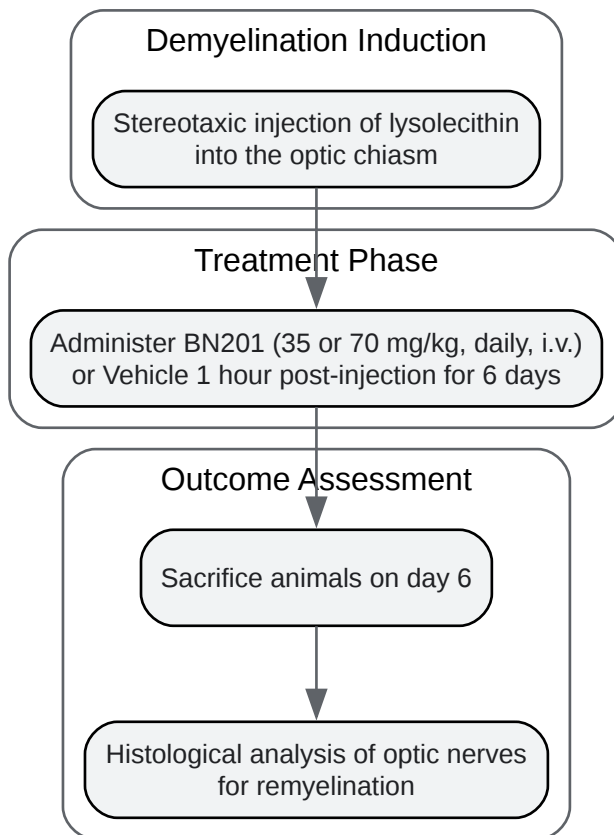 Demyelination Induction
Stereotaxic injection of lysolecithin
into the optic chiasm
Treatment Phase
Administer BN201 (35 or 70 mg/kg, daily, i.v.)
or Vehicle 1 hour post-injection for 6 days
Outcome Assessment
Sacrifice animals on day 6
Histological analysis of optic nerves
for remyelination